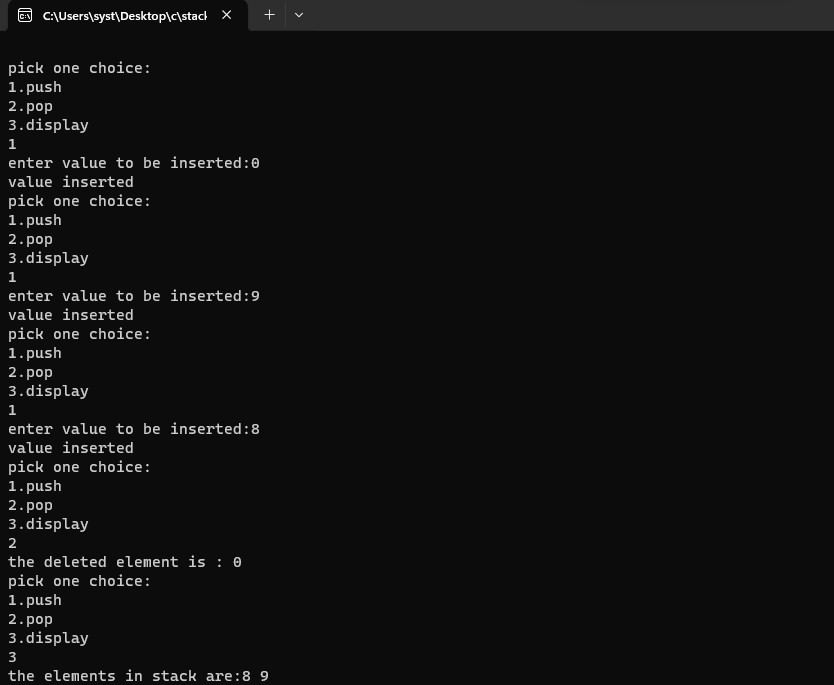 C:\Users\syst\Desktop\c\stack
pick one choice:
1.push
2.pop
3.display
1
enter value to be inserted:0
value inserted
pick one choice:
1.push
2.pop
3.display
1
enter value to be inserted:9
value inserted
pick one choice:
1.push
2.pop
3.display
1
enter value to be inserted:8
value inserted
pick one choice:
1.push
2.pop
3.display
2
the deleted element is : 0
pick one choice:
1.push
2.pop
3.display
3
the elements in stack are:8 9